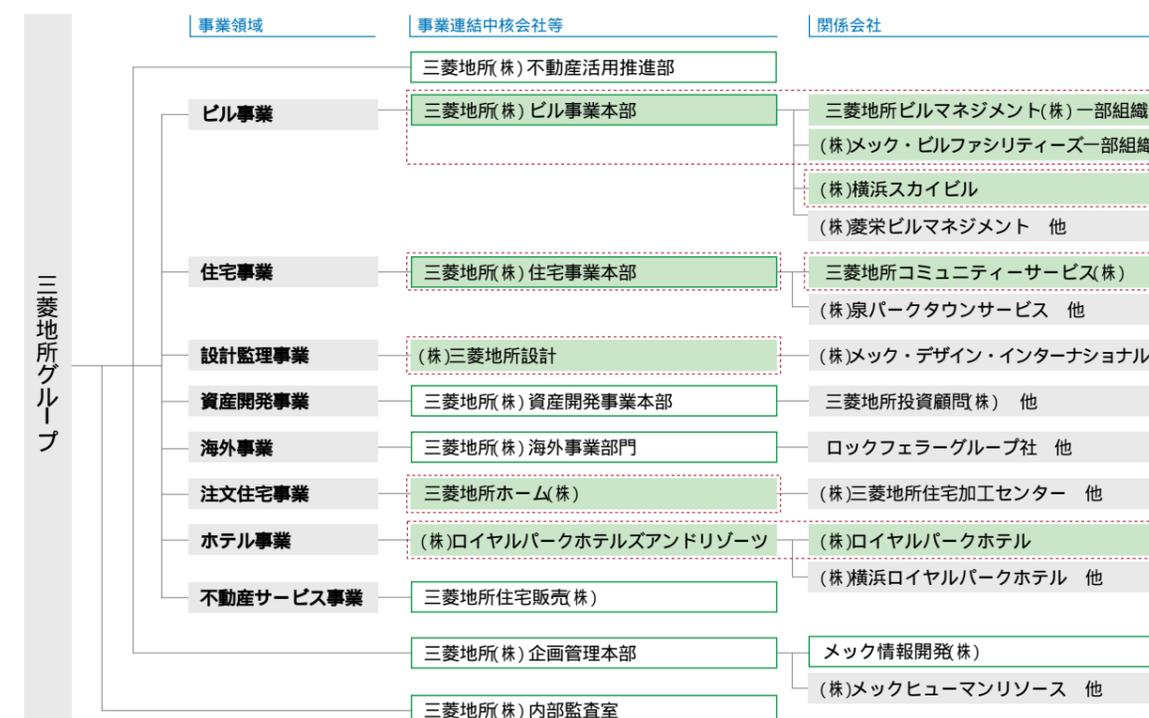 事業領域
事業連結中核会社等
関係会社
三菱地所グループ
三菱地所(株)不動産活用推進部
ビル事業
三菱地所(株)ビル事業本部
三菱地所ビルマネジメント(株)一部組織
(株)メック・ビルファシリティーズ一部組織
(株)横浜スカイビル
(株)菱栄ビルマネジメント 他
住宅事業
三菱地所(株)住宅事業本部
三菱地所コミュニティーサービス(株)
(株)泉パークタウンサービス 他
設計監理事業
(株)三菱地所設計
(株)メック・デザイン・インターナショナル
資産開発事業
三菱地所(株)資産開発事業本部
三菱地所投資顧問(株) 他
海外事業
三菱地所(株)海外事業部門
ロックフェラーグループ社 他
注文住宅事業
三菱地所ホーム(株)
(株)三菱地所住宅加工センター 他
ホテル事業
(株)ロイヤルパークホテルズアンドリゾーツ
(株)ロイヤルパークホテル
(株)横浜ロイヤルパークホテル 他
不動産サービス事業
三菱地所住宅販売(株)
三菱地所(株)企画管理本部
メック情報開発(株)
(株)メックヒューマンリソース 他
三菱地所(株)内部監査室